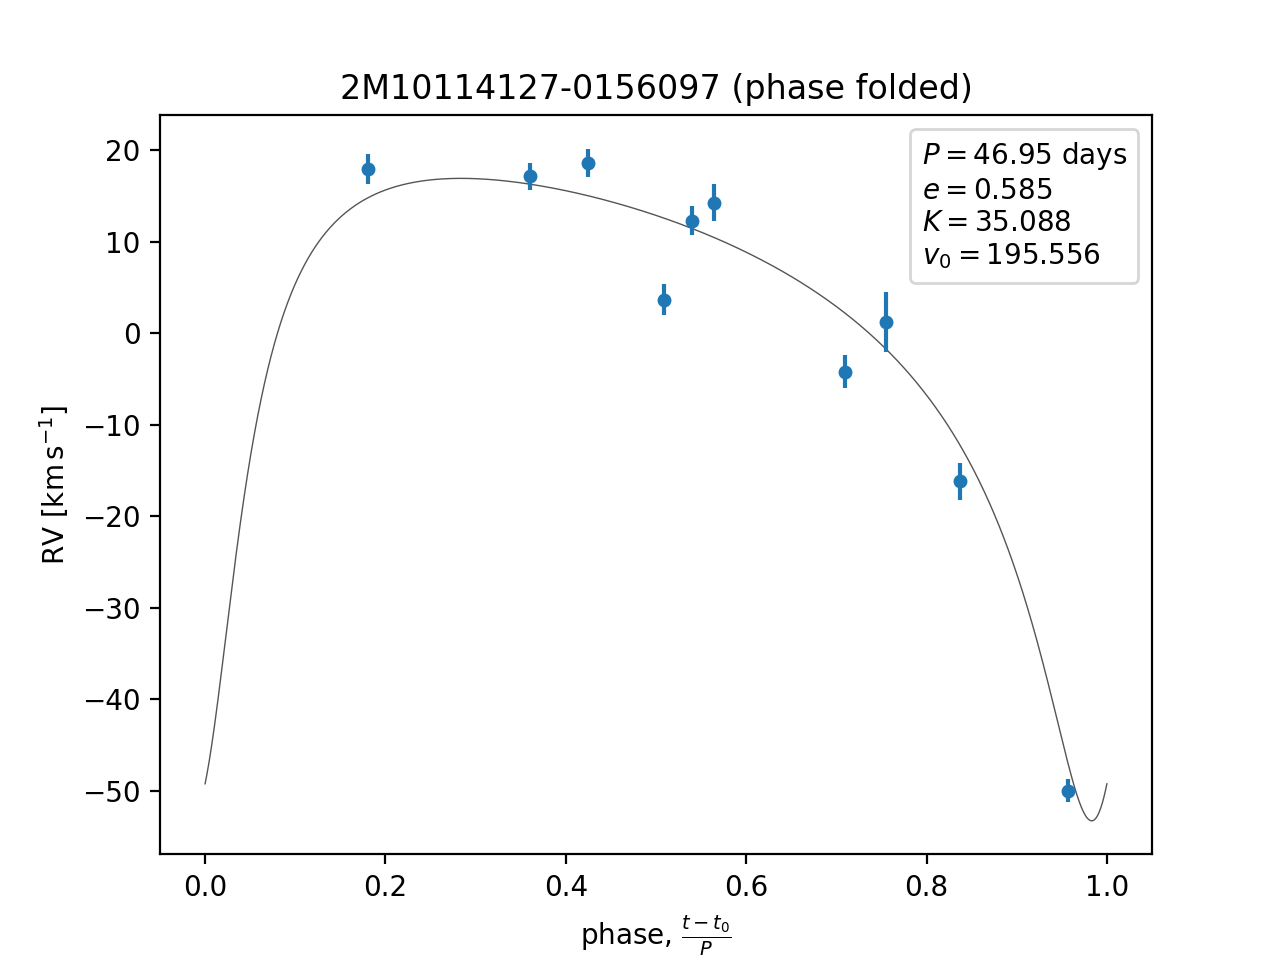 2M10114127-0156097 (phase folded)
P = 46.95 days
e = 0.585
K = 35.088
v₀ = 195.556
20
10
0
−10
−20
−30
−40
−50
RV [km s⁻¹]
0.0 0.2 0.4 0.6 0.8 1.0
phase, (t − t₀)/P